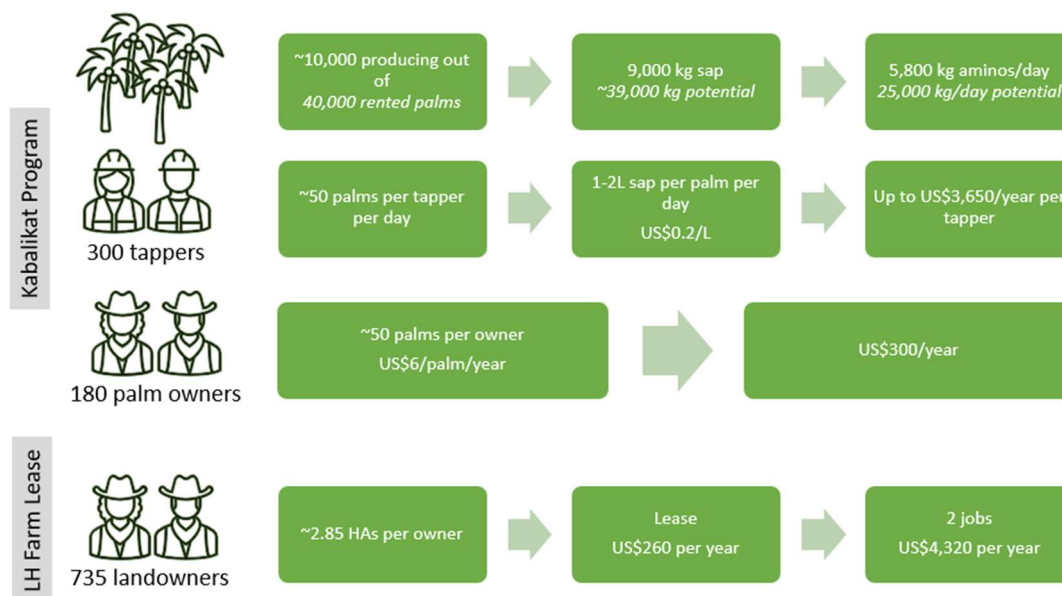 Kabalikat Program
~10,000 producing out
of
40,000 rented palms
9,000 kg sap
~39,000 kg potential
5,800 kg aminos/day
25,000 kg/day potential
300 tappers
~50 palms per tapper
per day
1-2L sap per palm per
day
US$0.2/L
Up to US$3,650/year per
tapper
180 palm owners
~50 palms per owner
US$6/palm/year
US$300/year
LH Farm Lease
735 landowners
~2.85 HAs per owner
Lease
US$260 per year
2 jobs
US$4,320 per year